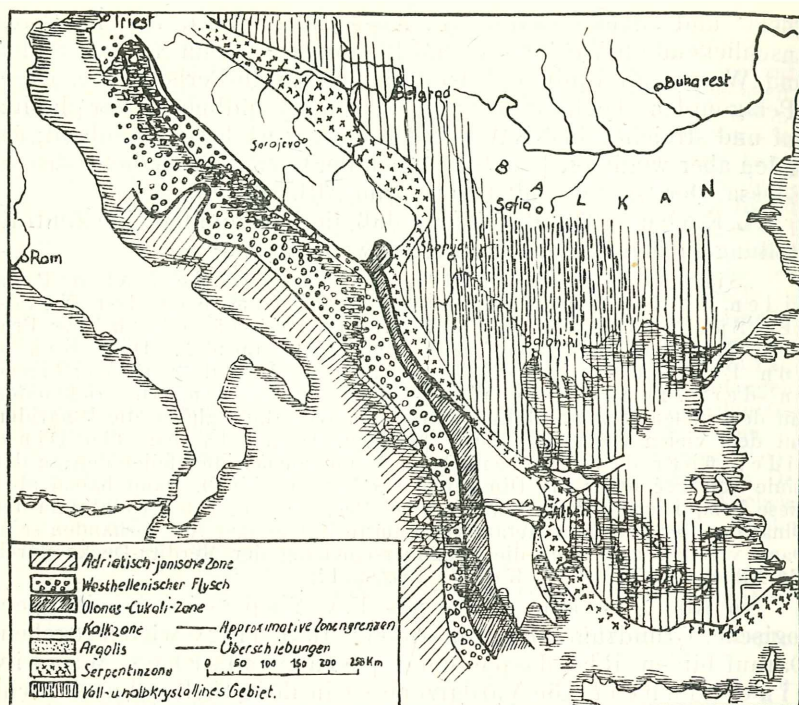 Triest
Bukarest
Belgrad
Sarajevo
BALKAN
Sofia
Skoplje
Rom
Saloniki
Athen
Adriatisch-jonische Zone
Westhellenischer Flysch
Olonos-Cukali-Zone
Kalkzone
Approximative Zonengrenzen
Argolis
Überschiebungen
Serpentinzone
0 50 100 150 200 250 Km
Voll-u.halbkrystallines Gebiet.